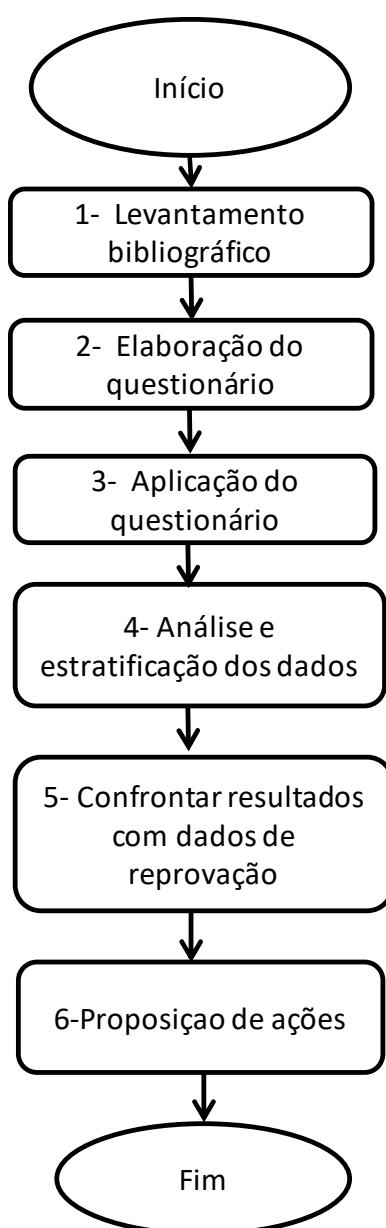 Início
1- Levantamento
bibliográfico
2- Elaboração do
questionário
3- Aplicação do
questionário
4- Análise e
estratificação dos dados
5- Confrontar resultados
com dados de
reprovação
6-Proposiçao de ações
Fim